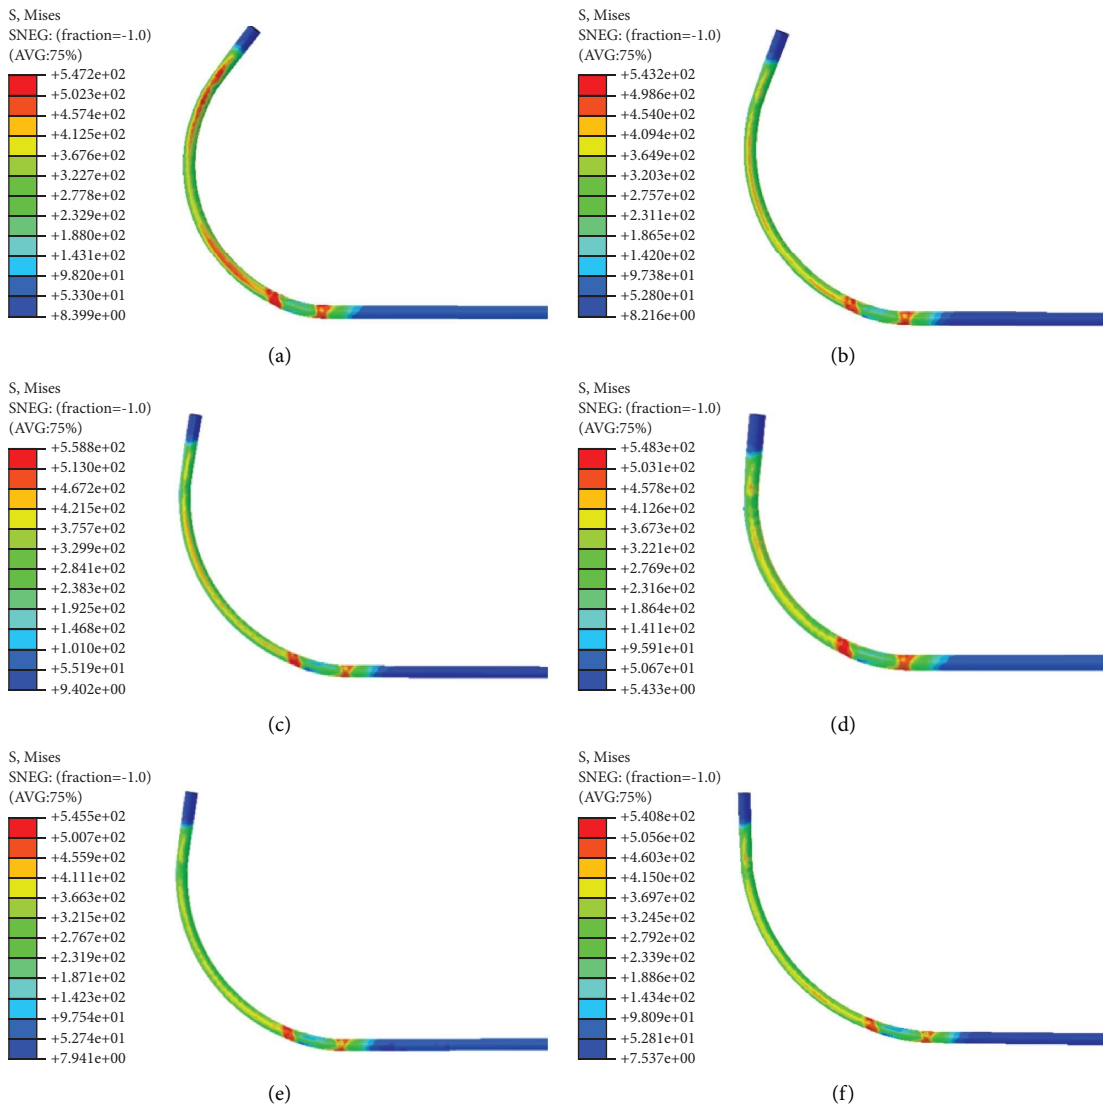 S, Mises
SNEG: (fraction=-1.0)
(AVG:75%)
+5.472e+02
+5.023e+02
+4.574e+02
+4.125e+02
+3.676e+02
+3.227e+02
+2.778e+02
+2.329e+02
+1.880e+02
+1.431e+02
+9.820e+01
+5.330e+01
+8.399e+00
(a)
S, Mises
SNEG: (fraction=-1.0)
(AVG:75%)
+5.432e+02
+4.986e+02
+4.540e+02
+4.094e+02
+3.649e+02
+3.203e+02
+2.757e+02
+2.311e+02
+1.865e+02
+1.420e+02
+9.738e+01
+5.280e+01
+8.216e+00
(b)
S, Mises
SNEG: (fraction=-1.0)
(AVG:75%)
+5.588e+02
+5.130e+02
+4.672e+02
+4.215e+02
+3.757e+02
+3.299e+02
+2.841e+02
+2.383e+02
+1.925e+02
+1.468e+02
+1.010e+02
+5.519e+01
+9.402e+00
(c)
S, Mises
SNEG: (fraction=-1.0)
(AVG:75%)
+5.483e+02
+5.031e+02
+4.578e+02
+4.126e+02
+3.673e+02
+3.221e+02
+2.769e+02
+2.316e+02
+1.864e+02
+1.411e+02
+9.591e+01
+5.067e+01
+5.433e+00
(d)
S, Mises
SNEG: (fraction=-1.0)
(AVG:75%)
+5.455e+02
+5.007e+02
+4.559e+02
+4.111e+02
+3.663e+02
+3.215e+02
+2.767e+02
+2.319e+02
+1.871e+02
+1.423e+02
+9.754e+01
+5.274e+01
+7.941e+00
(e)
S, Mises
SNEG: (fraction=-1.0)
(AVG:75%)
+5.408e+02
+5.056e+02
+4.603e+02
+4.150e+02
+3.697e+02
+3.245e+02
+2.792e+02
+2.339e+02
+1.886e+02
+1.434e+02
+9.809e+01
+5.281e+01
+7.537e+00
(f)